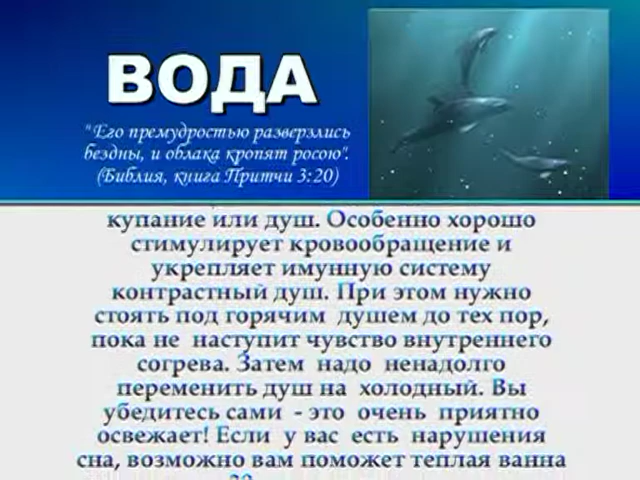 ВОДА
"Его премудростью разверзлись
бездны, и облака кропят росою".
(Библия, книга Притчи 3:20)
купание или душ. Особенно хорошо
стимулирует кровообращение и
укрепляет имунную систему
контрастный душ. При этом нужно
стоять под горячим душем до тех пор,
пока не наступит чувство внутреннего
согрева. Затем надо ненадолго
переменить душ на холодный. Вы
убедитесь сами - это очень приятно
освежает! Если у вас есть нарушения
сна, возможно вам поможет теплая ванна